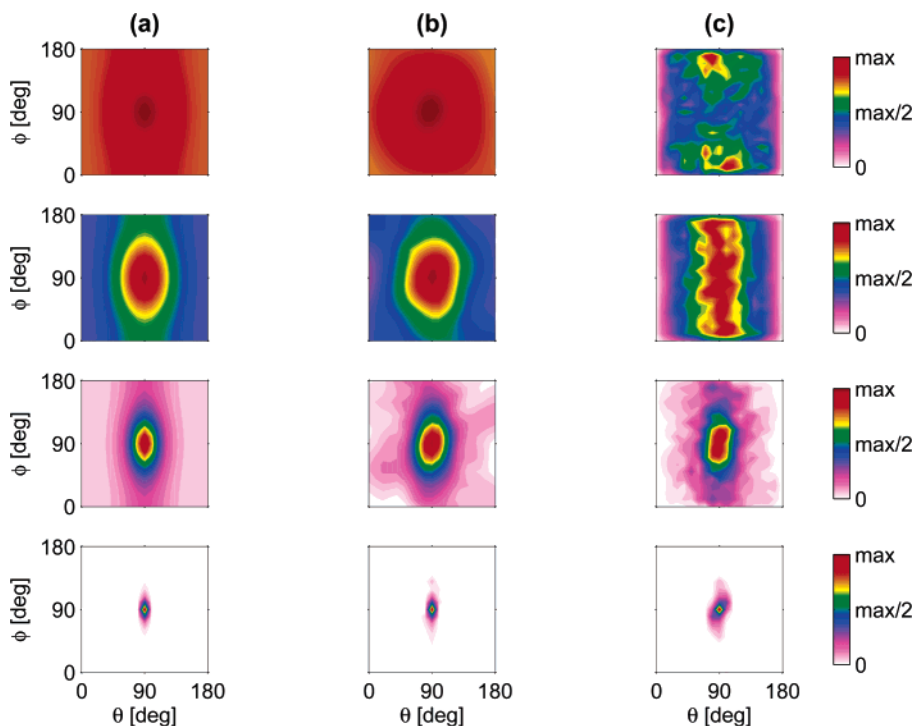 (a) (b) (c)
180
90
0
ϕ [deg]
max
max/2
0
180
90
0
ϕ [deg]
max
max/2
0
180
90
0
ϕ [deg]
max
max/2
0
180
90
0
ϕ [deg]
max
max/2
0
0 90 180
θ [deg]
0 90 180
θ [deg]
0 90 180
θ [deg]